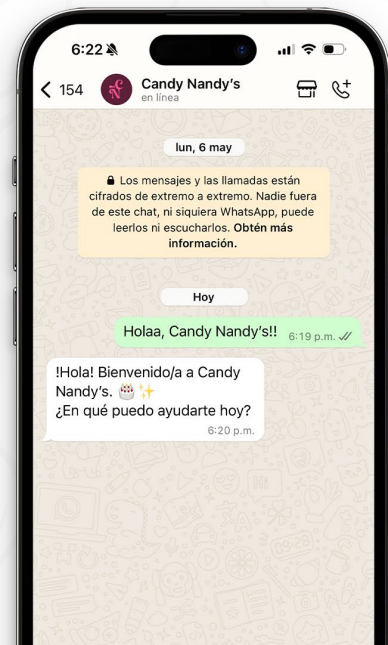 6:22
154
Candy Nandy's
en línea
lun, 6 may
Los mensajes y las llamadas están
cifrados de extremo a extremo. Nadie fuera
de este chat, ni siquiera WhatsApp, puede
leerlos ni escucharlos. Obtén más
información.
Hoy
Holaa, Candy Nandy's!! 6:19 p.m.
!Hola! Bienvenido/a a Candy
Nandy's. 🎂✨
¿En qué puedo ayudarte hoy?
6:20 p.m.